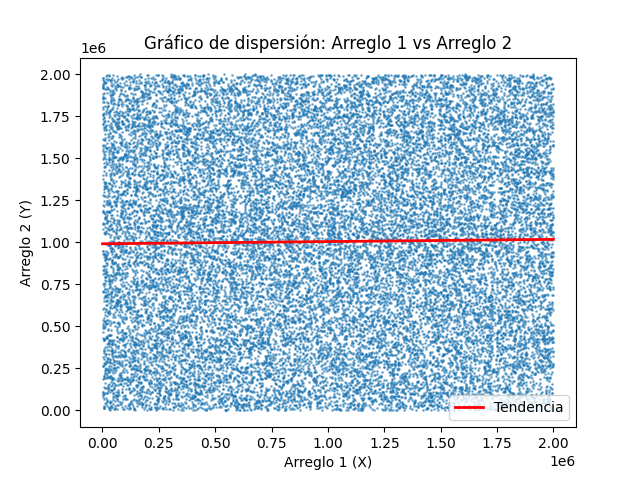 Gráfico de dispersión: Arreglo 1 vs Arreglo 2
1e6
2.00
1.75
1.50
1.25
1.00
0.75
0.50
0.25
0.00
Arreglo 2 (Y)
Tendencia
0.00 0.25 0.50 0.75 1.00 1.25 1.50 1.75 2.00
Arreglo 1 (X)
1e6